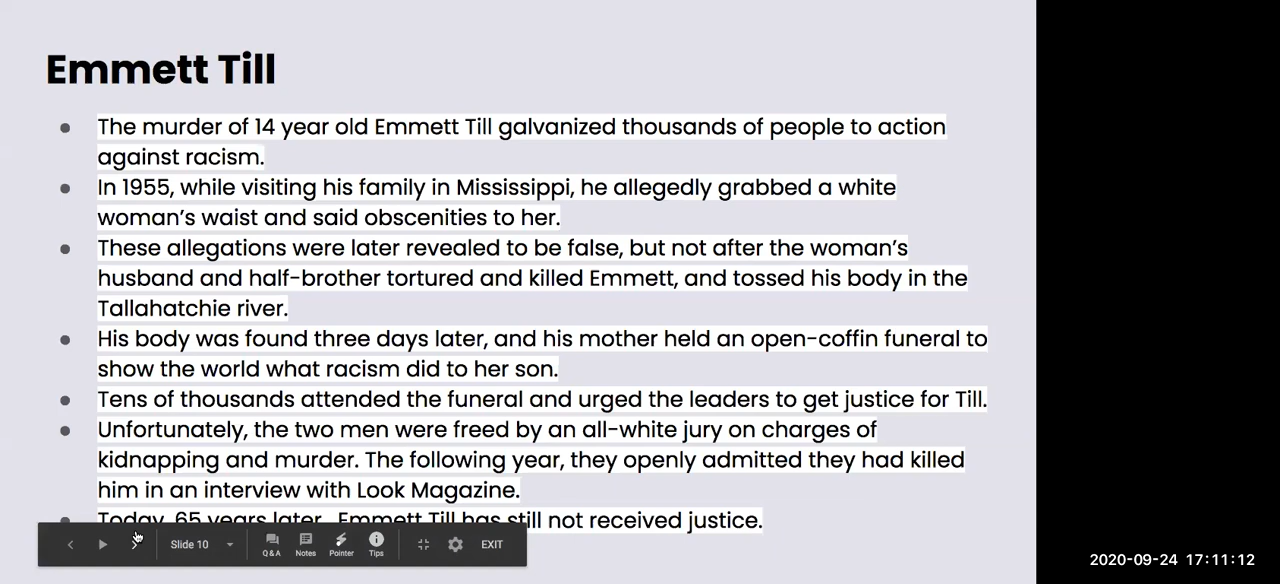 Emmett Till
● The murder of 14 year old Emmett Till galvanized thousands of people to action
against racism.
● In 1955, while visiting his family in Mississippi, he allegedly grabbed a white
woman’s waist and said obscenities to her.
● These allegations were later revealed to be false, but not after the woman’s
husband and half-brother tortured and killed Emmett, and tossed his body in the
Tallahatchie river.
● His body was found three days later, and his mother held an open-coffin funeral to
show the world what racism did to her son.
● Tens of thousands attended the funeral and urged the leaders to get justice for Till.
● Unfortunately, the two men were freed by an all-white jury on charges of
kidnapping and murder. The following year, they openly admitted they had killed
him in an interview with Look Magazine.
● Today, 65 years later, Emmett Till has still not received justice.
Slide 10 Q&A Notes Pointer Tips EXIT
2020-09-24 17:11:12